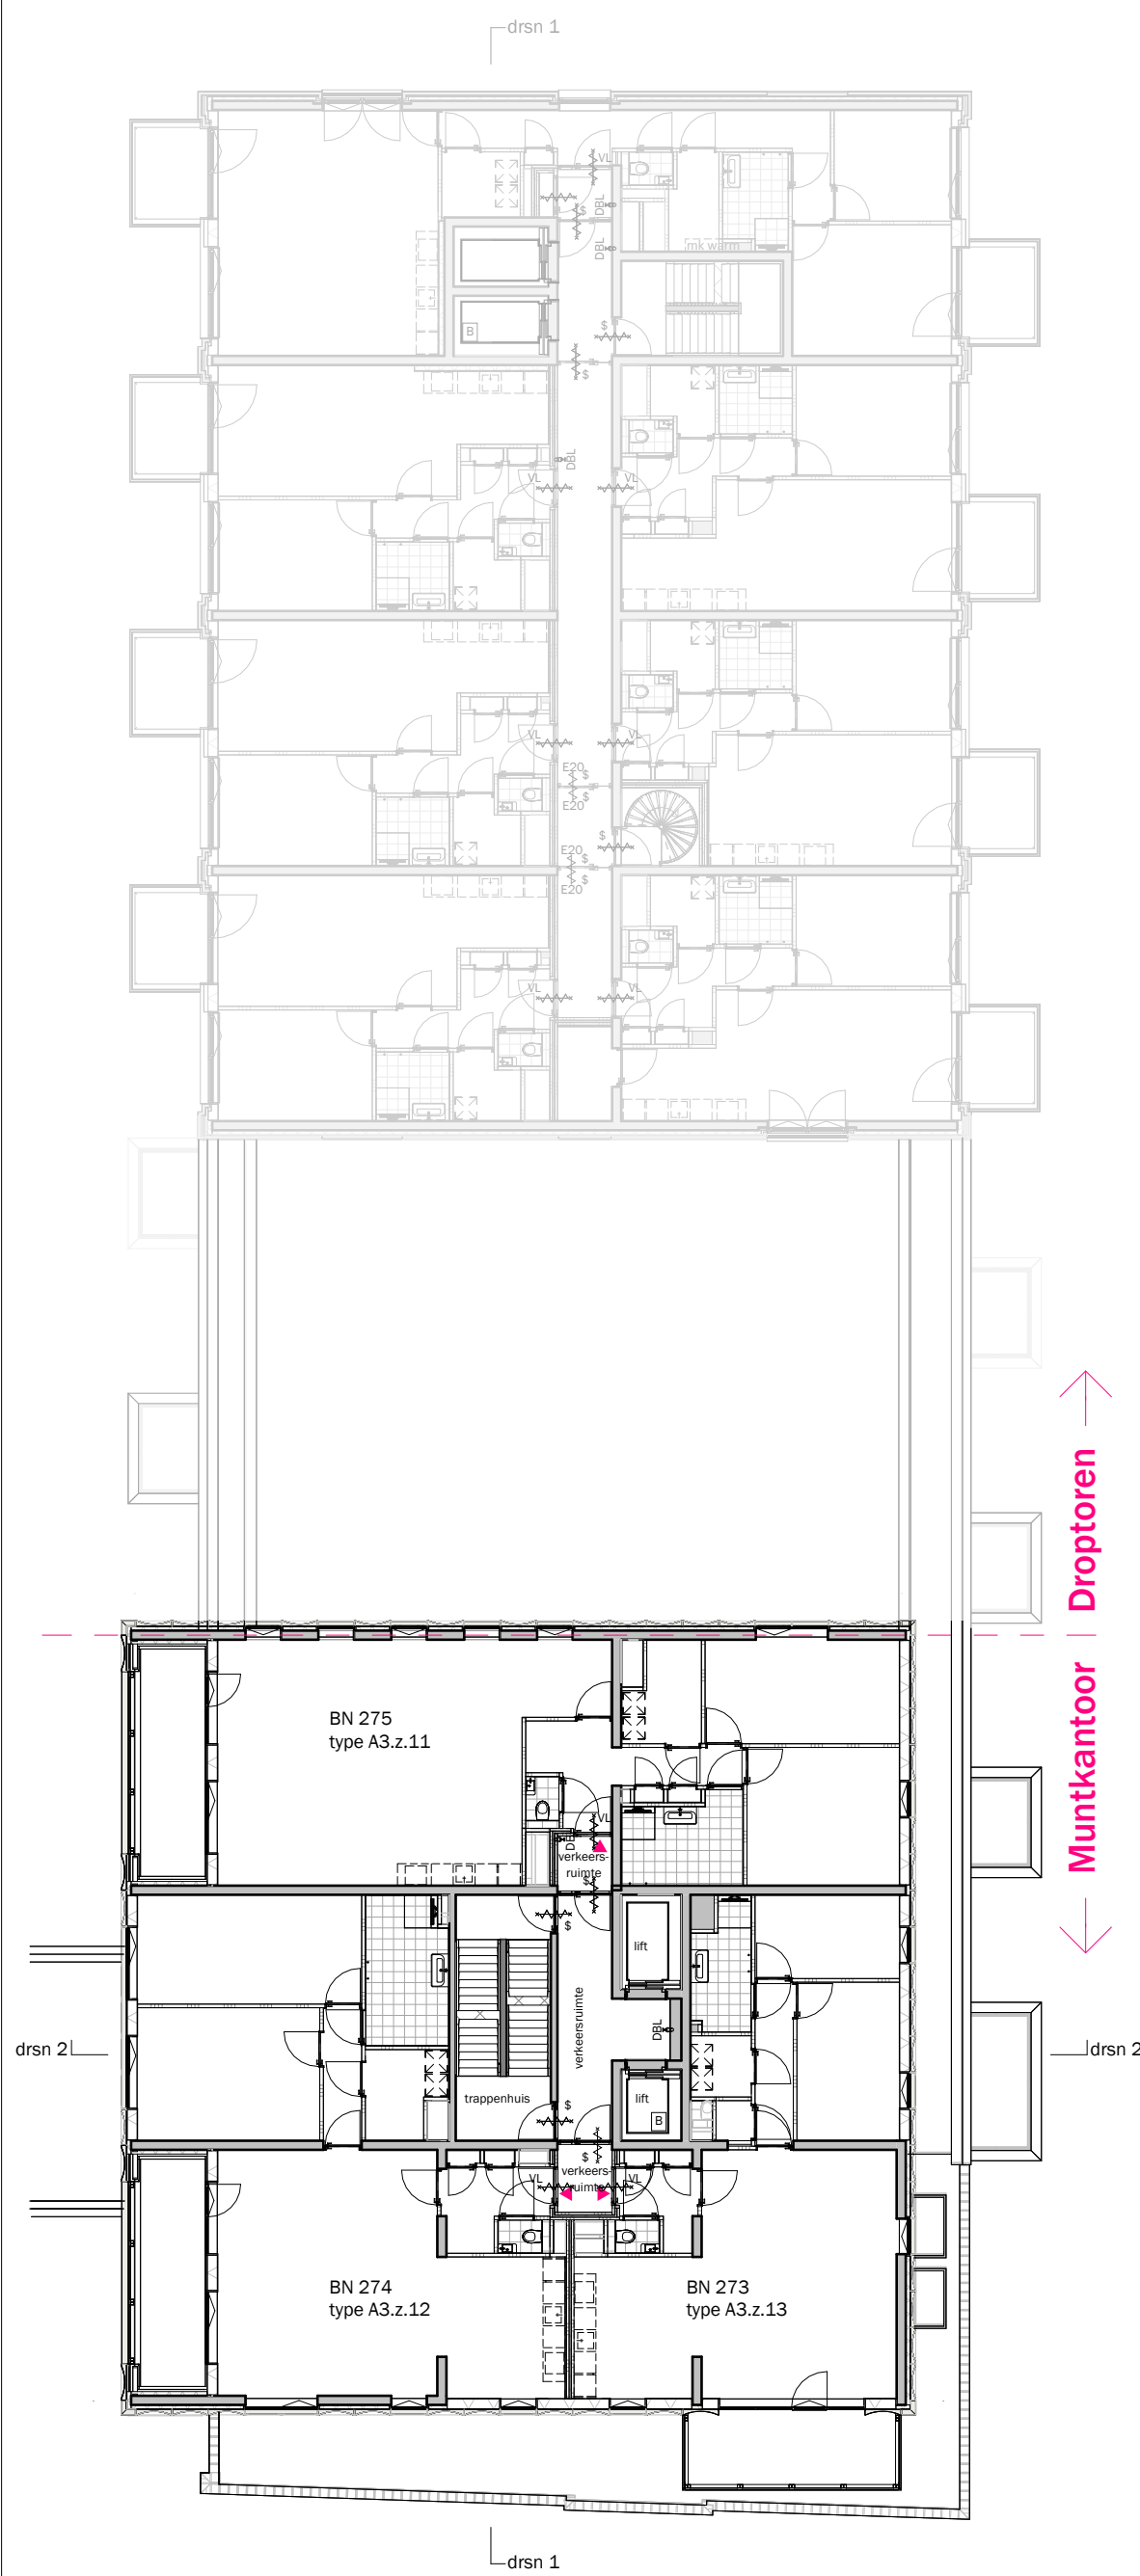 drsn 1
VL
$
DBL
DBL
mk warm
B
$
$
DBL
VL
VL
VL
VL
E20
$
$
E20
$
E20
$
E20
VL
VL
Droptoren
Muntkantoor
BN 275
type A3.z.11
VL
verkeers-
ruimte
$
$
lift
verkeersruimte
DBL
drsn 2
drsn 2
trappenhuis
$
lift
B
$
verkeers-
ruimte
VL
VL
BN 274
type A3.z.12
BN 273
type A3.z.13
drsn 1